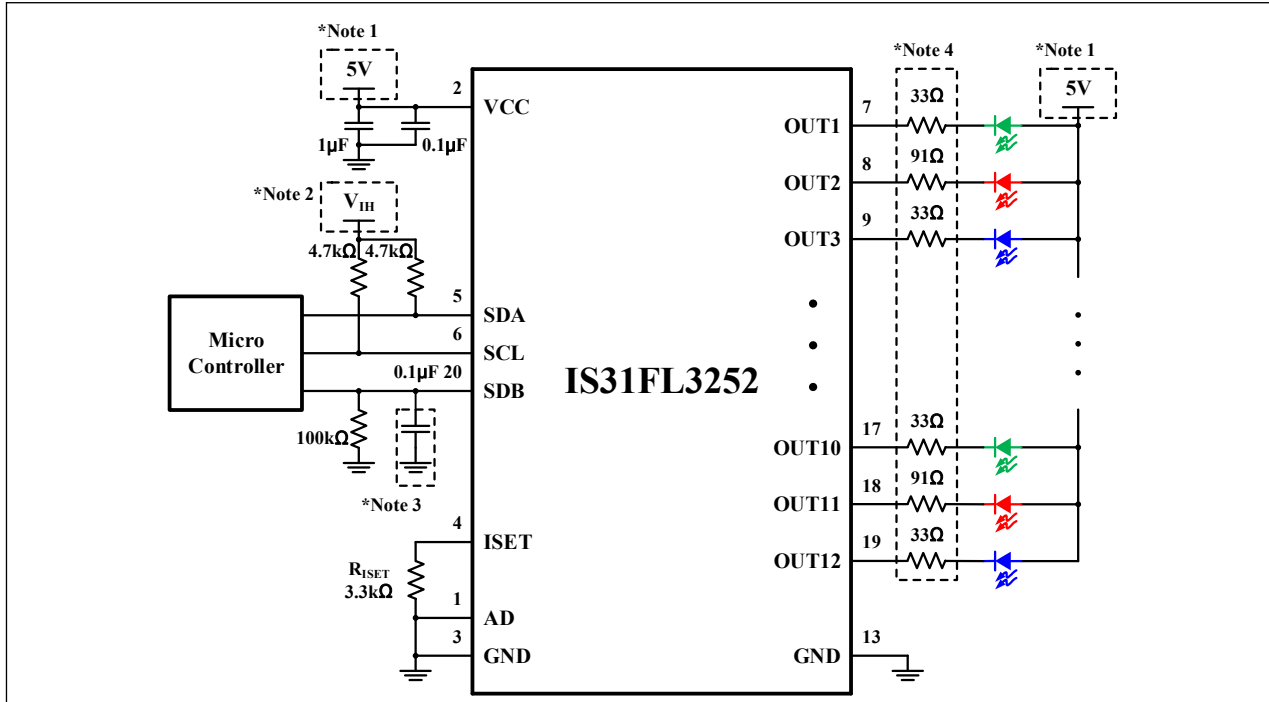 *Note 1
5V
1µF
0.1µF
2
VCC
*Note 2
V_IH
4.7kΩ
4.7kΩ
Micro
Controller
5
SDA
6
SCL
0.1µF
20
SDB
100kΩ
*Note 3
4
ISET
R_ISET
3.3kΩ
1
AD
3
GND
IS31FL3252
*Note 4
*Note 1
5V
OUT1
7
33Ω
OUT2
8
91Ω
OUT3
9
33Ω
OUT10
17
33Ω
OUT11
18
91Ω
OUT12
19
33Ω
GND
13